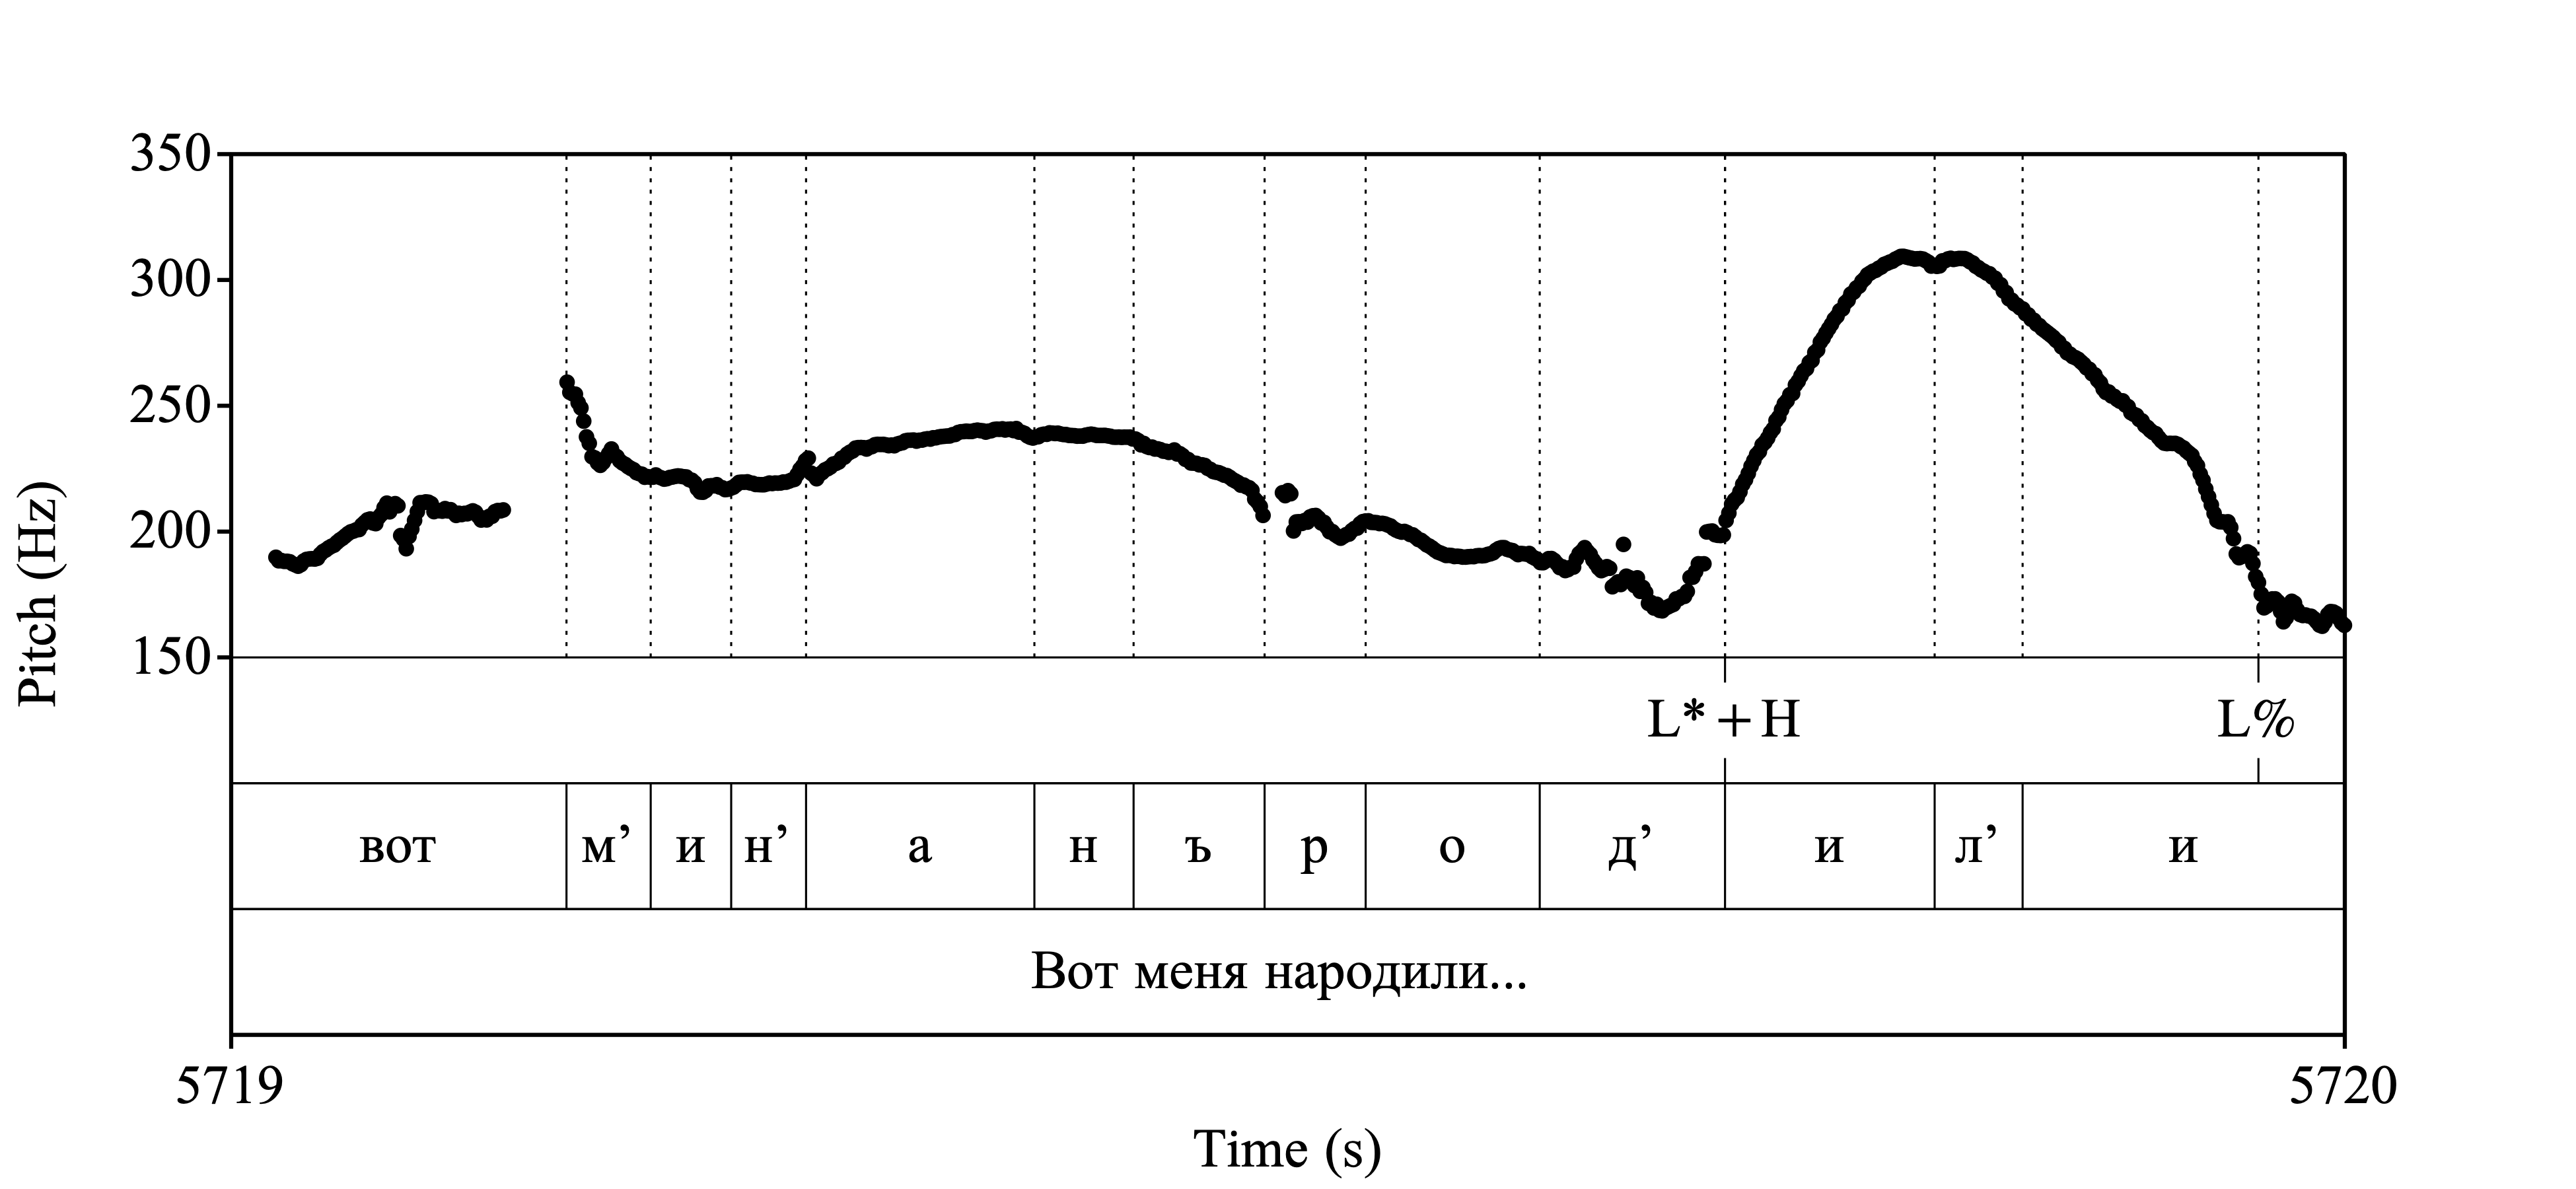 350
300
250
200
150
Pitch (Hz)
L*+H L%
вот м’ и н’ а н ъ р о д’ и л’ и
Вот меня народили...
5719 5720
Time (s)